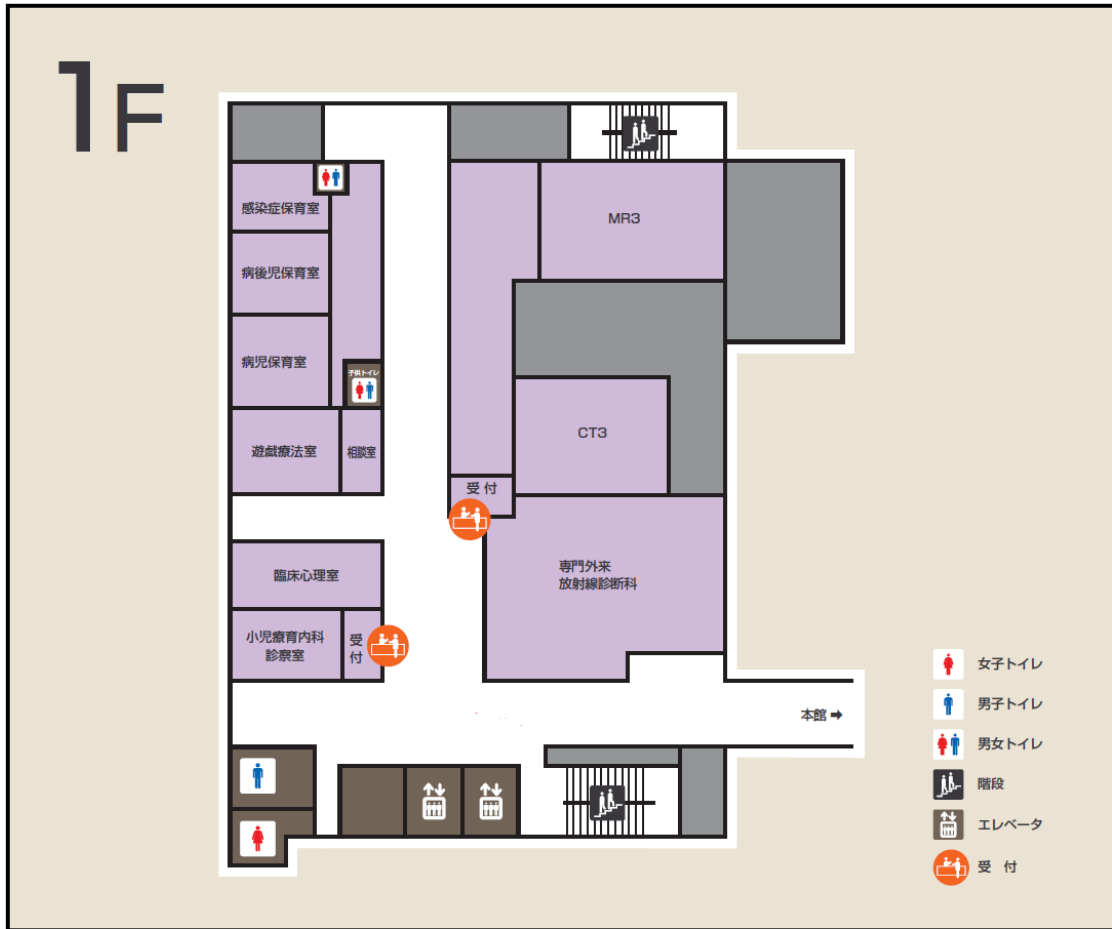 1F
感染症保育室
MR3
病後児保育室
病児保育室
子供トイレ
CT3
遊戯療法室
相談室
受付
専門外来
放射線診断科
臨床心理室
小児療育内科
診察室
受
付
本館➡
女子トイレ
男子トイレ
男女トイレ
階段
エレベータ
受 付